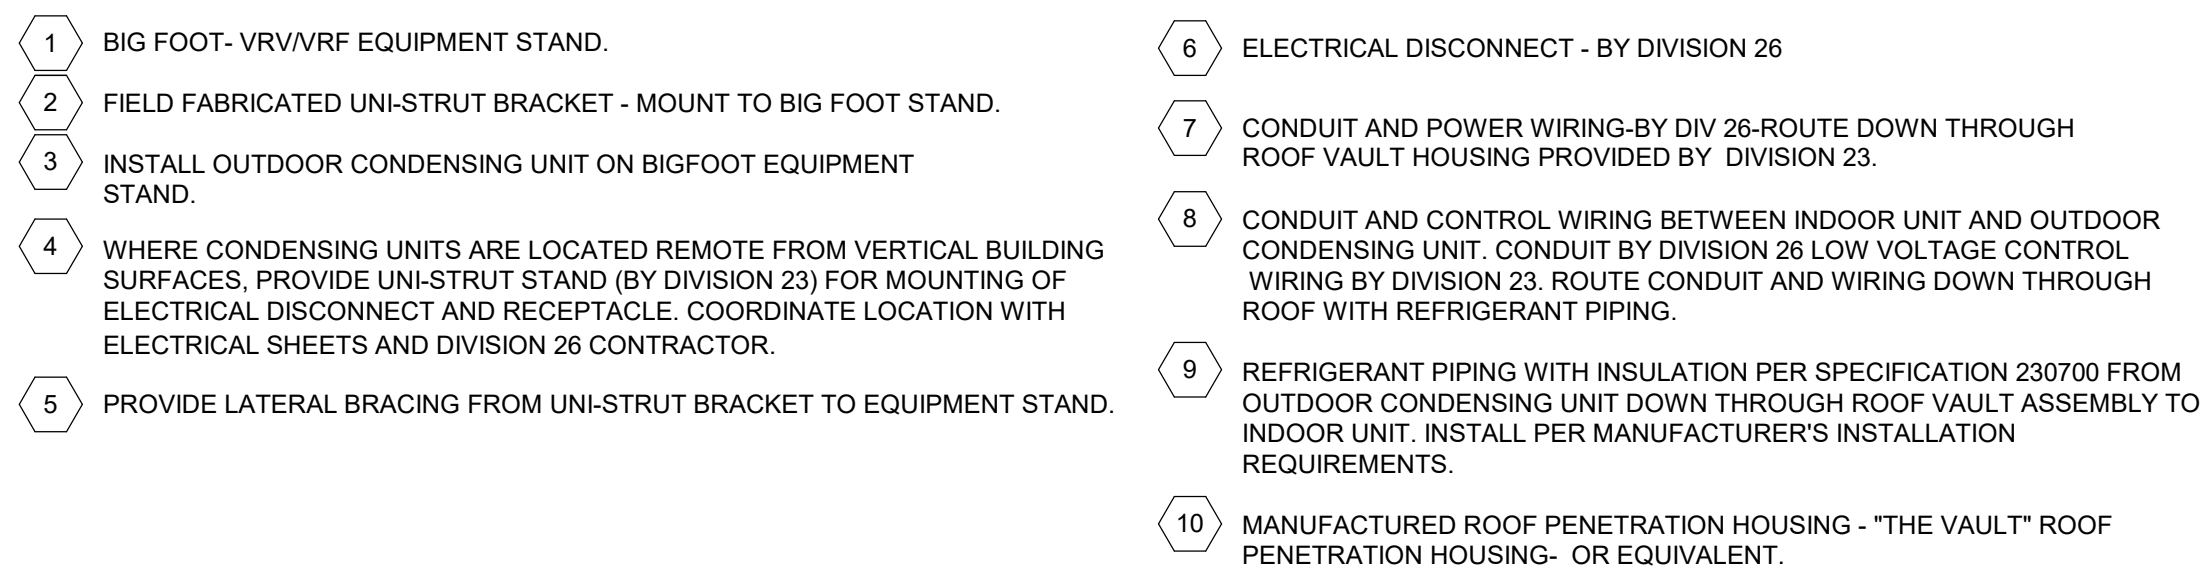 1 BIG FOOT- VRV/VRF EQUIPMENT STAND.
2 FIELD FABRICATED UNI-STRUT BRACKET - MOUNT TO BIG FOOT STAND.
3 INSTALL OUTDOOR CONDENSING UNIT ON BIGFOOT EQUIPMENT
STAND.
4 WHERE CONDENSING UNITS ARE LOCATED REMOTE FROM VERTICAL BUILDING
SURFACES, PROVIDE UNI-STRUT STAND (BY DIVISION 23) FOR MOUNTING OF
ELECTRICAL DISCONNECT AND RECEPTACLE. COORDINATE LOCATION WITH
ELECTRICAL SHEETS AND DIVISION 26 CONTRACTOR.
5 PROVIDE LATERAL BRACING FROM UNI-STRUT BRACKET TO EQUIPMENT STAND.
6 ELECTRICAL DISCONNECT - BY DIVISION 26
7 CONDUIT AND POWER WIRING-BY DIV 26-ROUTE DOWN THROUGH
ROOF VAULT HOUSING PROVIDED BY  DIVISION 23.
8 CONDUIT AND CONTROL WIRING BETWEEN INDOOR UNIT AND OUTDOOR
CONDENSING UNIT. CONDUIT BY DIVISION 26 LOW VOLTAGE CONTROL
WIRING BY DIVISION 23. ROUTE CONDUIT AND WIRING DOWN THROUGH
ROOF WITH REFRIGERANT PIPING.
9 REFRIGERANT PIPING WITH INSULATION PER SPECIFICATION 230700 FROM
OUTDOOR CONDENSING UNIT DOWN THROUGH ROOF VAULT ASSEMBLY TO
INDOOR UNIT. INSTALL PER MANUFACTURER'S INSTALLATION
REQUIREMENTS.
10 MANUFACTURED ROOF PENETRATION HOUSING - "THE VAULT" ROOF
PENETRATION HOUSING-  OR EQUIVALENT.